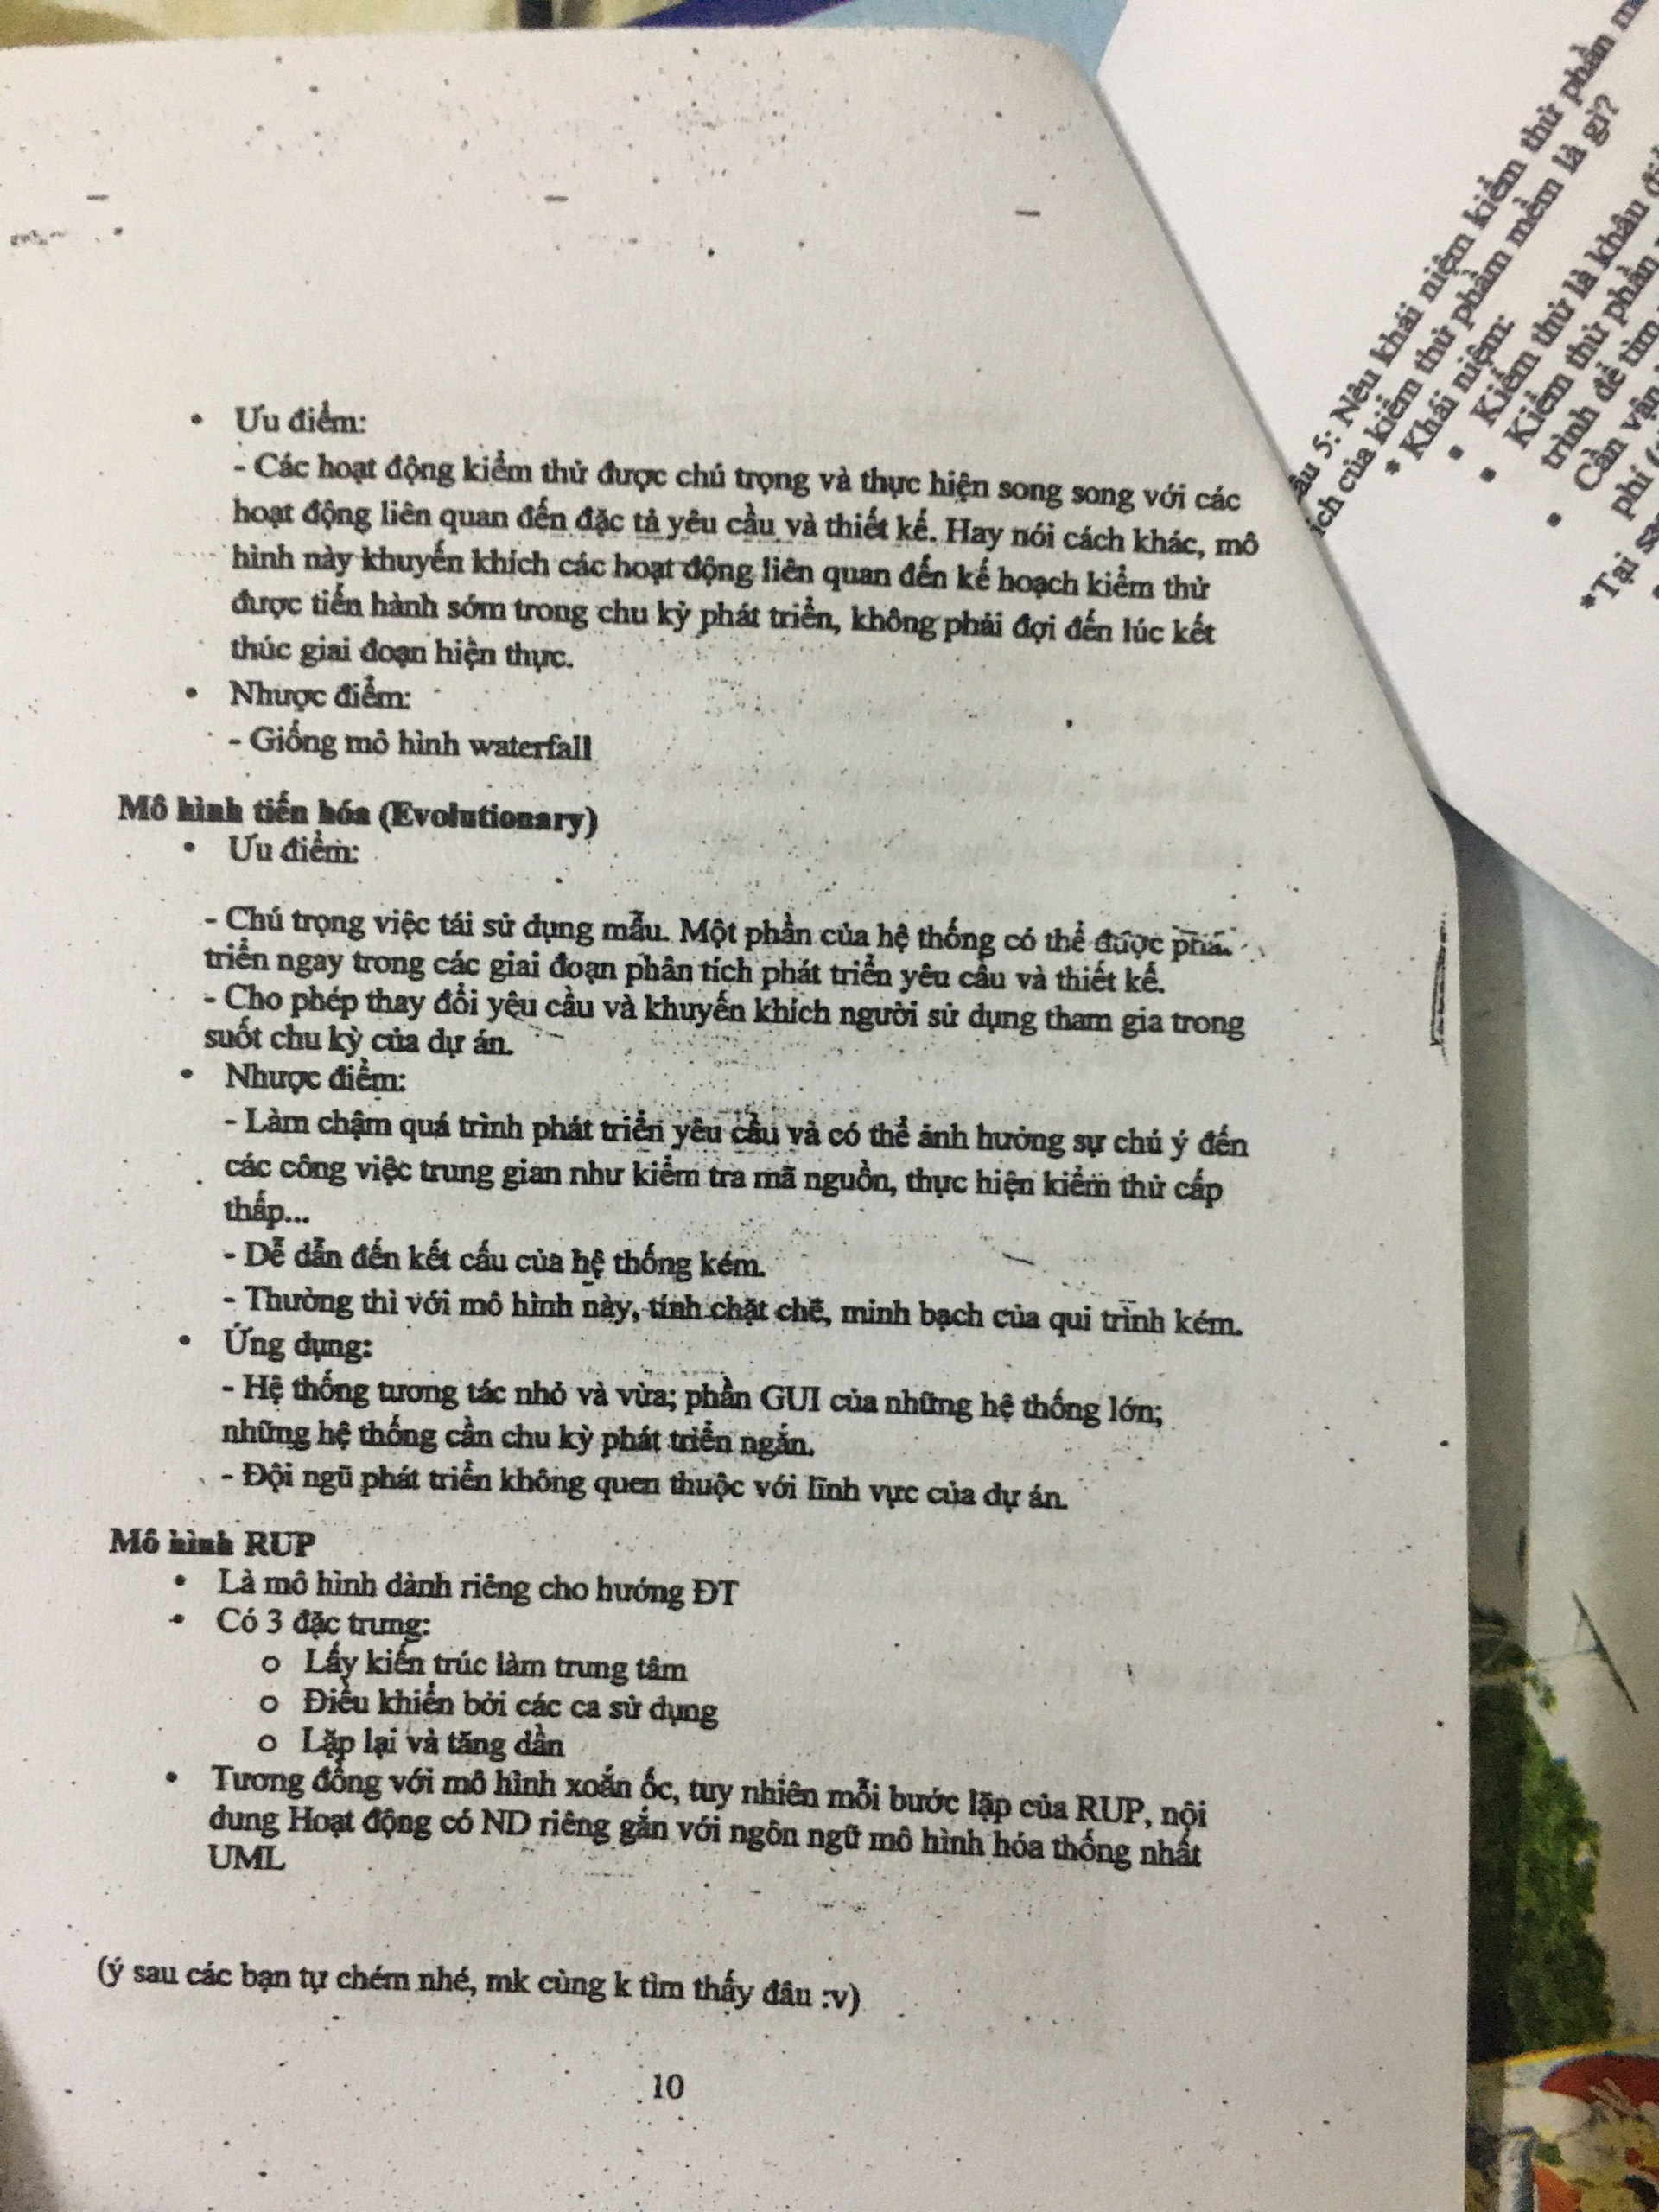 • Ưu điểm:
- Các hoạt động kiểm thử được chú trọng và thực hiện song song với các
hoạt động liên quan đến đặc tả yêu cầu và thiết kế. Hay nói cách khác, mô
hình này khuyến khích các hoạt động liên quan đến kế hoạch kiểm thử
được tiến hành sớm trong chu kỳ phát triển, không phải đợi đến lúc kết
thúc giai đoạn hiện thực.
• Nhược điểm:
- Giống mô hình waterfall
Mô hình tiến hóa (Evolutionary)
• Ưu điểm:
- Chú trọng việc tái sử dụng mẫu. Một phần của hệ thống có thể được phát
triển ngay trong các giai đoạn phân tích phát triển yêu cầu và thiết kế.
- Cho phép thay đổi yêu cầu và khuyến khích người sử dụng tham gia trong
suốt chu kỳ của dự án.
• Nhược điểm:
- Làm chậm quá trình phát triển yêu cầu và có thể ảnh hưởng sự chú ý đến
các công việc trung gian như kiểm tra mã nguồn, thực hiện kiểm thử cấp
thấp...
- Dễ dẫn đến kết cấu của hệ thống kém.
- Thường thì với mô hình này, tính chặt chẽ, minh bạch của qui trình kém.
• Ứng dụng:
- Hệ thống tương tác nhỏ và vừa; phần GUI của những hệ thống lớn;
những hệ thống cần chu kỳ phát triển ngắn.
- Đội ngũ phát triển không quen thuộc với lĩnh vực của dự án.
Mô hình RUP
• Là mô hình dành riêng cho hướng ĐT
• Có 3 đặc trưng:
o Lấy kiến trúc làm trung tâm
o Điều khiển bởi các ca sử dụng
o Lặp lại và tăng dần
• Tương đồng với mô hình xoắn ốc, tuy nhiên mỗi bước lặp của RUP, nội
dung Hoạt động có ND riêng gắn với ngôn ngữ mô hình hóa thống nhất
UML
(ý sau các bạn tự chém nhé, mk cùng k tìm thấy đâu :v)
10
5: Nêu khái niệm kiểm thử phần
của kiểm thử phầm mềm là gì?
* Khái niệm:
• Kiểm thử là khâu
• Kiểm thử phần
trình để tìm
• Cần vận
phí
*Tại